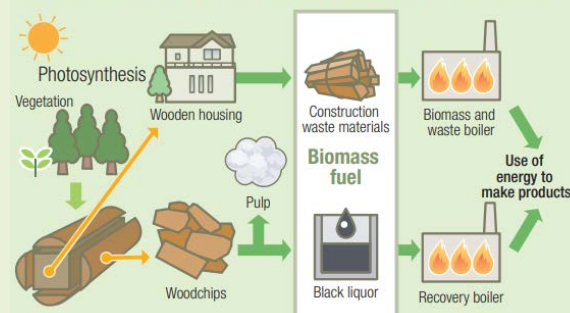 Photosynthesis
Vegetation
Wooden housing
Construction
waste materials
Biomass and
waste boiler
Biomass
fuel
Use of
energy to
make products
Pulp
Woodchips
Black liquor
Recovery boiler